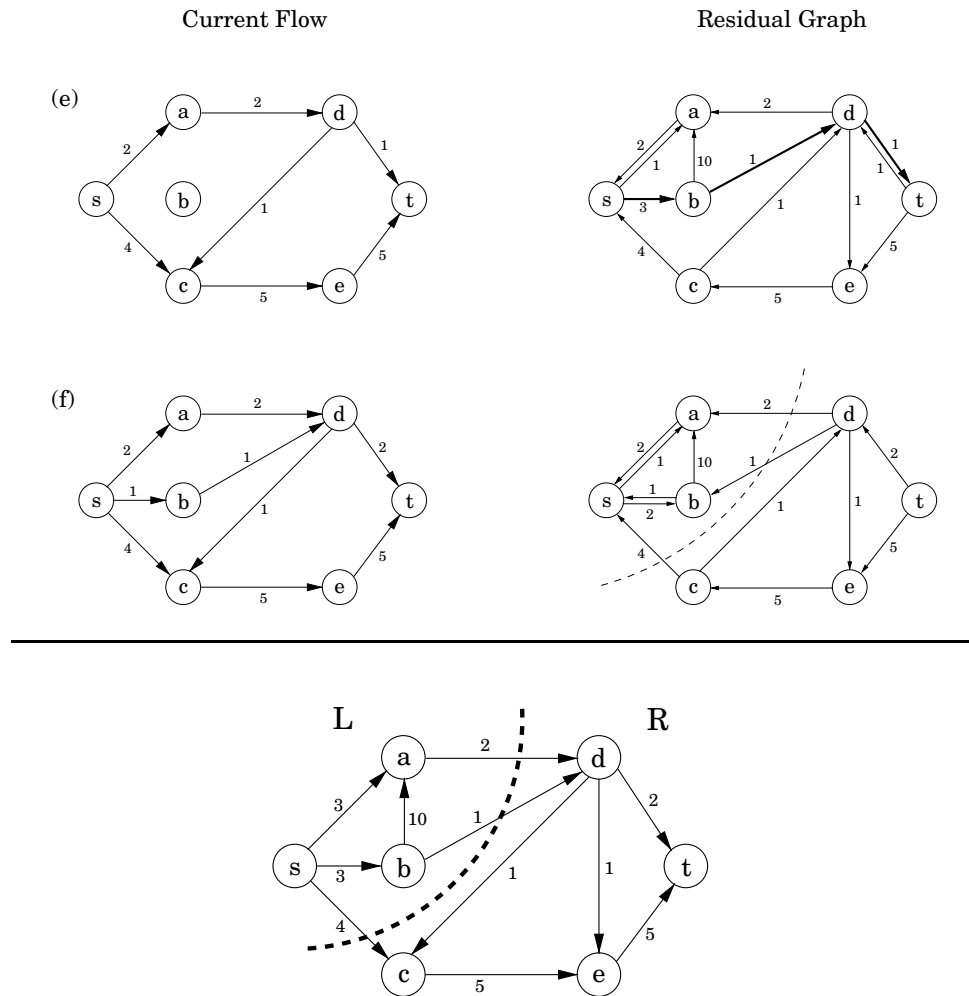 Current Flow
Residual Graph
(e)
a 2 d
2 1
s b t
1
4 5
c 5 e
a 2 d
2 1 10 1 1 1
s 3 b 1 1 t
4 5
c 5 e
(f)
a 2 d
2 1 2
s 1 b t
1
4 5
c 5 e
a 2 d
2 1 10 1 2
s 1 2 b 1 1 t
4 5
c 5 e
L R
a 2 d
3 10 1 2
s 3 b 1 1 t
4 5
c 5 e